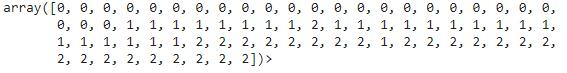 array([0, 0, 0, 0, 0, 0, 0, 0, 0, 0, 0, 0, 0, 0, 0, 0, 0, 0, 0, 0, 0, 0,
0, 0, 0, 1, 1, 1, 1, 1, 1, 1, 1, 2, 1, 1, 1, 1, 1, 1, 1, 1, 1, 1,
1, 1, 1, 1, 1, 1, 2, 2, 2, 2, 2, 2, 2, 2, 1, 2, 2, 2, 2, 2, 2, 2,
2, 2, 2, 2, 2, 2, 2, 2, 2])>